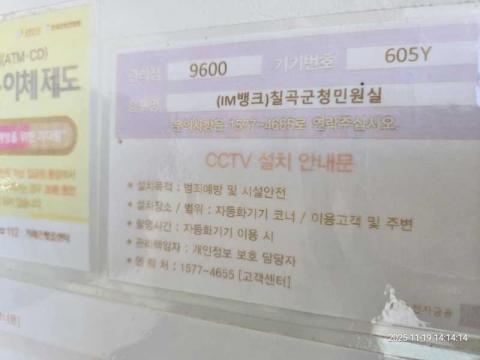 (ATM-CD)
이체 제도
112
관리점 9600 기기번호 605Y
(IM뱅크)칠곡군청민원실
문의사항은 1577-4655로 연락주십시오
CCTV 설치 안내문
* 설치목적 : 범죄예방 및 시설안전
* 설치장소 / 범위 : 자동화기기 코너 / 이용고객 및 주변
* 촬영시간 : 자동화기기 이용 시
* 관리책임자 : 개인정보 보호 담당자
* 연 락 처 : 1577-4655 [고객센터]
2025-11-19 14:14:14